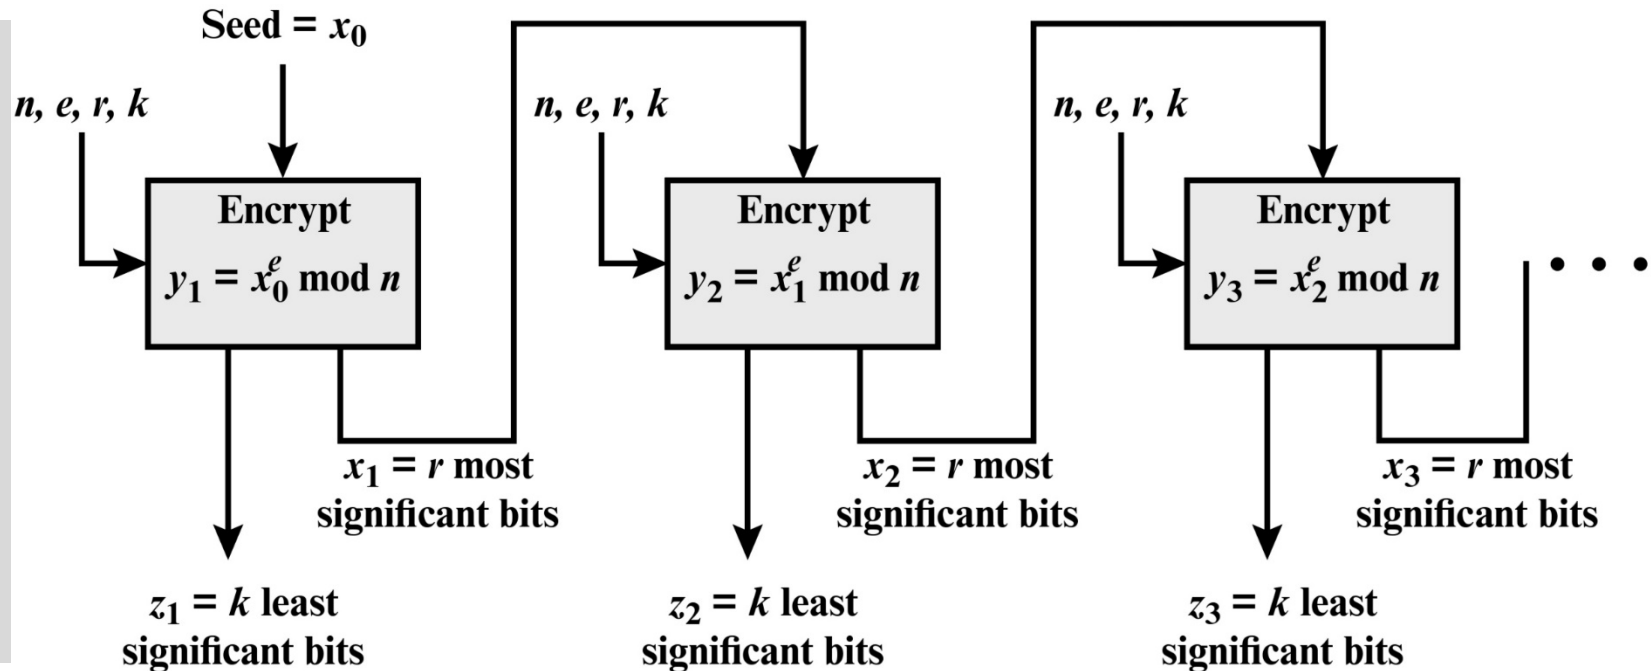 Seed = x₀
n, e, r, k
n, e, r, k
n, e, r, k
Encrypt
y₁ = x₀ᵉ mod n
Encrypt
y₂ = x₁ᵉ mod n
Encrypt
y₃ = x₂ᵉ mod n
• • •
x₁ = r most
significant bits
x₂ = r most
significant bits
x₃ = r most
significant bits
z₁ = k least
significant bits
z₂ = k least
significant bits
z₃ = k least
significant bits